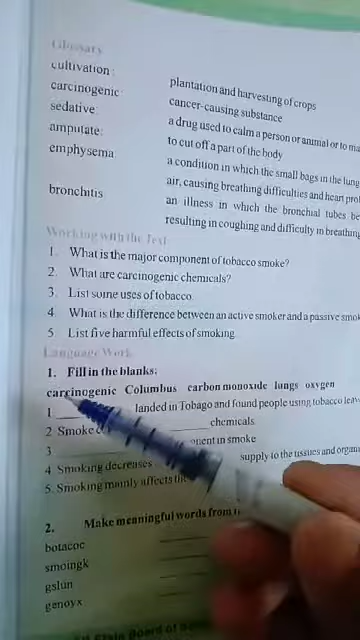 Glossary
cultivation:
plantation and harvesting of crops
carcinogenic:
cancer-causing substance
sedative:
a drug used to calm a person or animal or to
amputate:
to cut off a part of the body
emphysema
a condition in which the small bags in the lung
air, causing breathing difficulties and heart
bronchitis
an illness in which the bronchial tubes
resulting in coughing and difficulty in breathing
Working with the Text
1. What is the major component of tobacco smoke?
2. What are carcinogenic chemicals?
3. List some uses of tobacco.
4. What is the difference between an active smoker and a passive
5. List five harmful effects of smoking.
Language Work
1. Fill in the blanks:
carcinogenic Columbus carbon monoxide lungs oxygen
1. ______ landed in Tobago and found people using tobacco
2. Smoke ______ chemicals
3. ______ in smoke
4. Smoking decreases ______ supply to the tissues and
5. Smoking mainly affects the
2. Make meaningful words from
botacoc
smoingk
gslun
genoyx